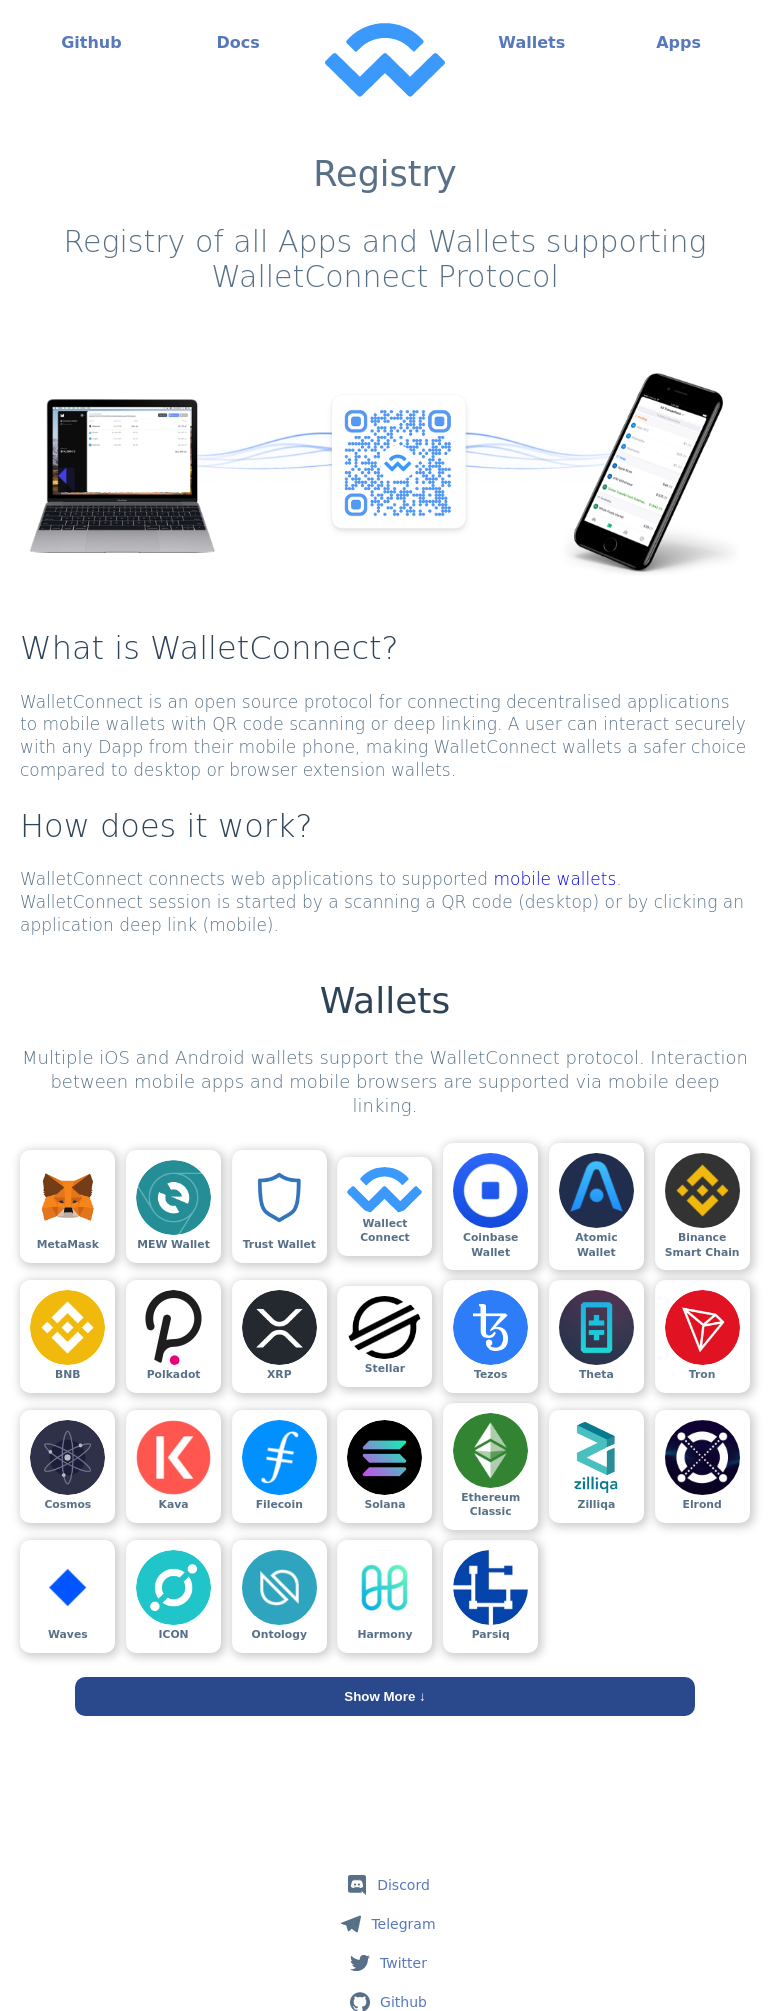 Github
Docs
Wallets
Apps
Registry
Registry of all Apps and Wallets supporting
WalletConnect Protocol
What is WalletConnect?
WalletConnect is an open source protocol for connecting decentralised applications
to mobile wallets with QR code scanning or deep linking. A user can interact securely
with any Dapp from their mobile phone, making WalletConnect wallets a safer choice
compared to desktop or browser extension wallets.
How does it work?
WalletConnect connects web applications to supported mobile wallets.
WalletConnect session is started by a scanning a QR code (desktop) or by clicking an
application deep link (mobile).
Wallets
Multiple iOS and Android wallets support the WalletConnect protocol. Interaction
between mobile apps and mobile browsers are supported via mobile deep
linking.
MetaMask
MEW Wallet
Trust Wallet
Wallect
Connect
Coinbase
Wallet
Atomic
Wallet
Binance
Smart Chain
BNB
Polkadot
XRP
Stellar
Tezos
Theta
Tron
Cosmos
Kava
Filecoin
Solana
Ethereum
Classic
zilliqa
Zilliqa
Elrond
Waves
ICON
Ontology
Harmony
Parsiq
Show More ↓
Discord
Telegram
Twitter
Github